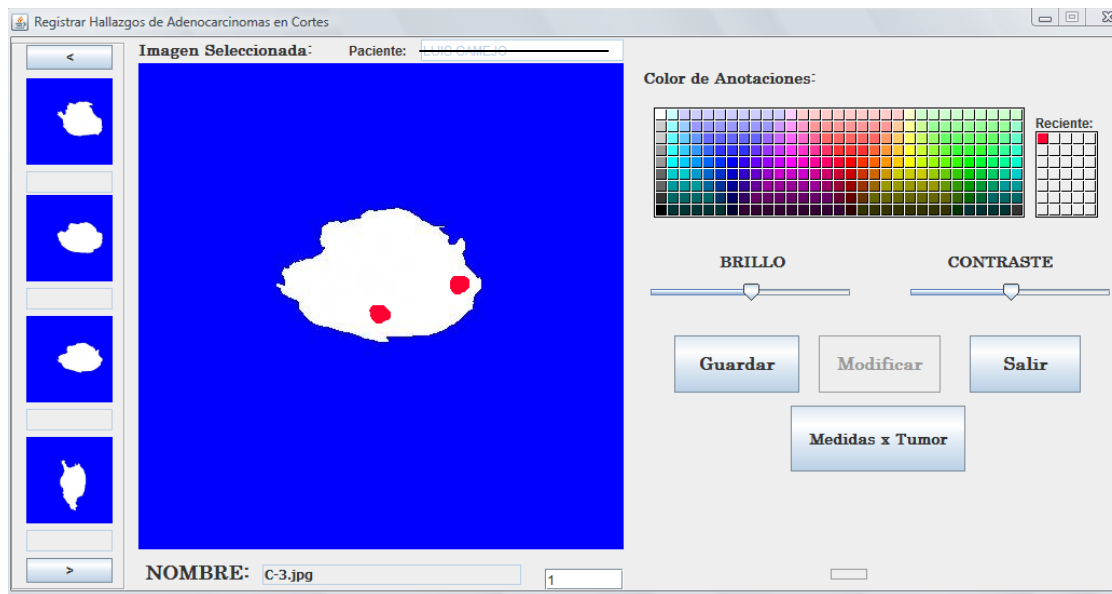 Registrar Hallazgos de Adenocarcinomas en Cortes
<
Imagen Seleccionada:
Paciente:
Color de Anotaciones:
Reciente:
BRILLO
CONTRASTE
Guardar
Modificar
Salir
Medidas x Tumor
>
NOMBRE:
C-3.jpg
1